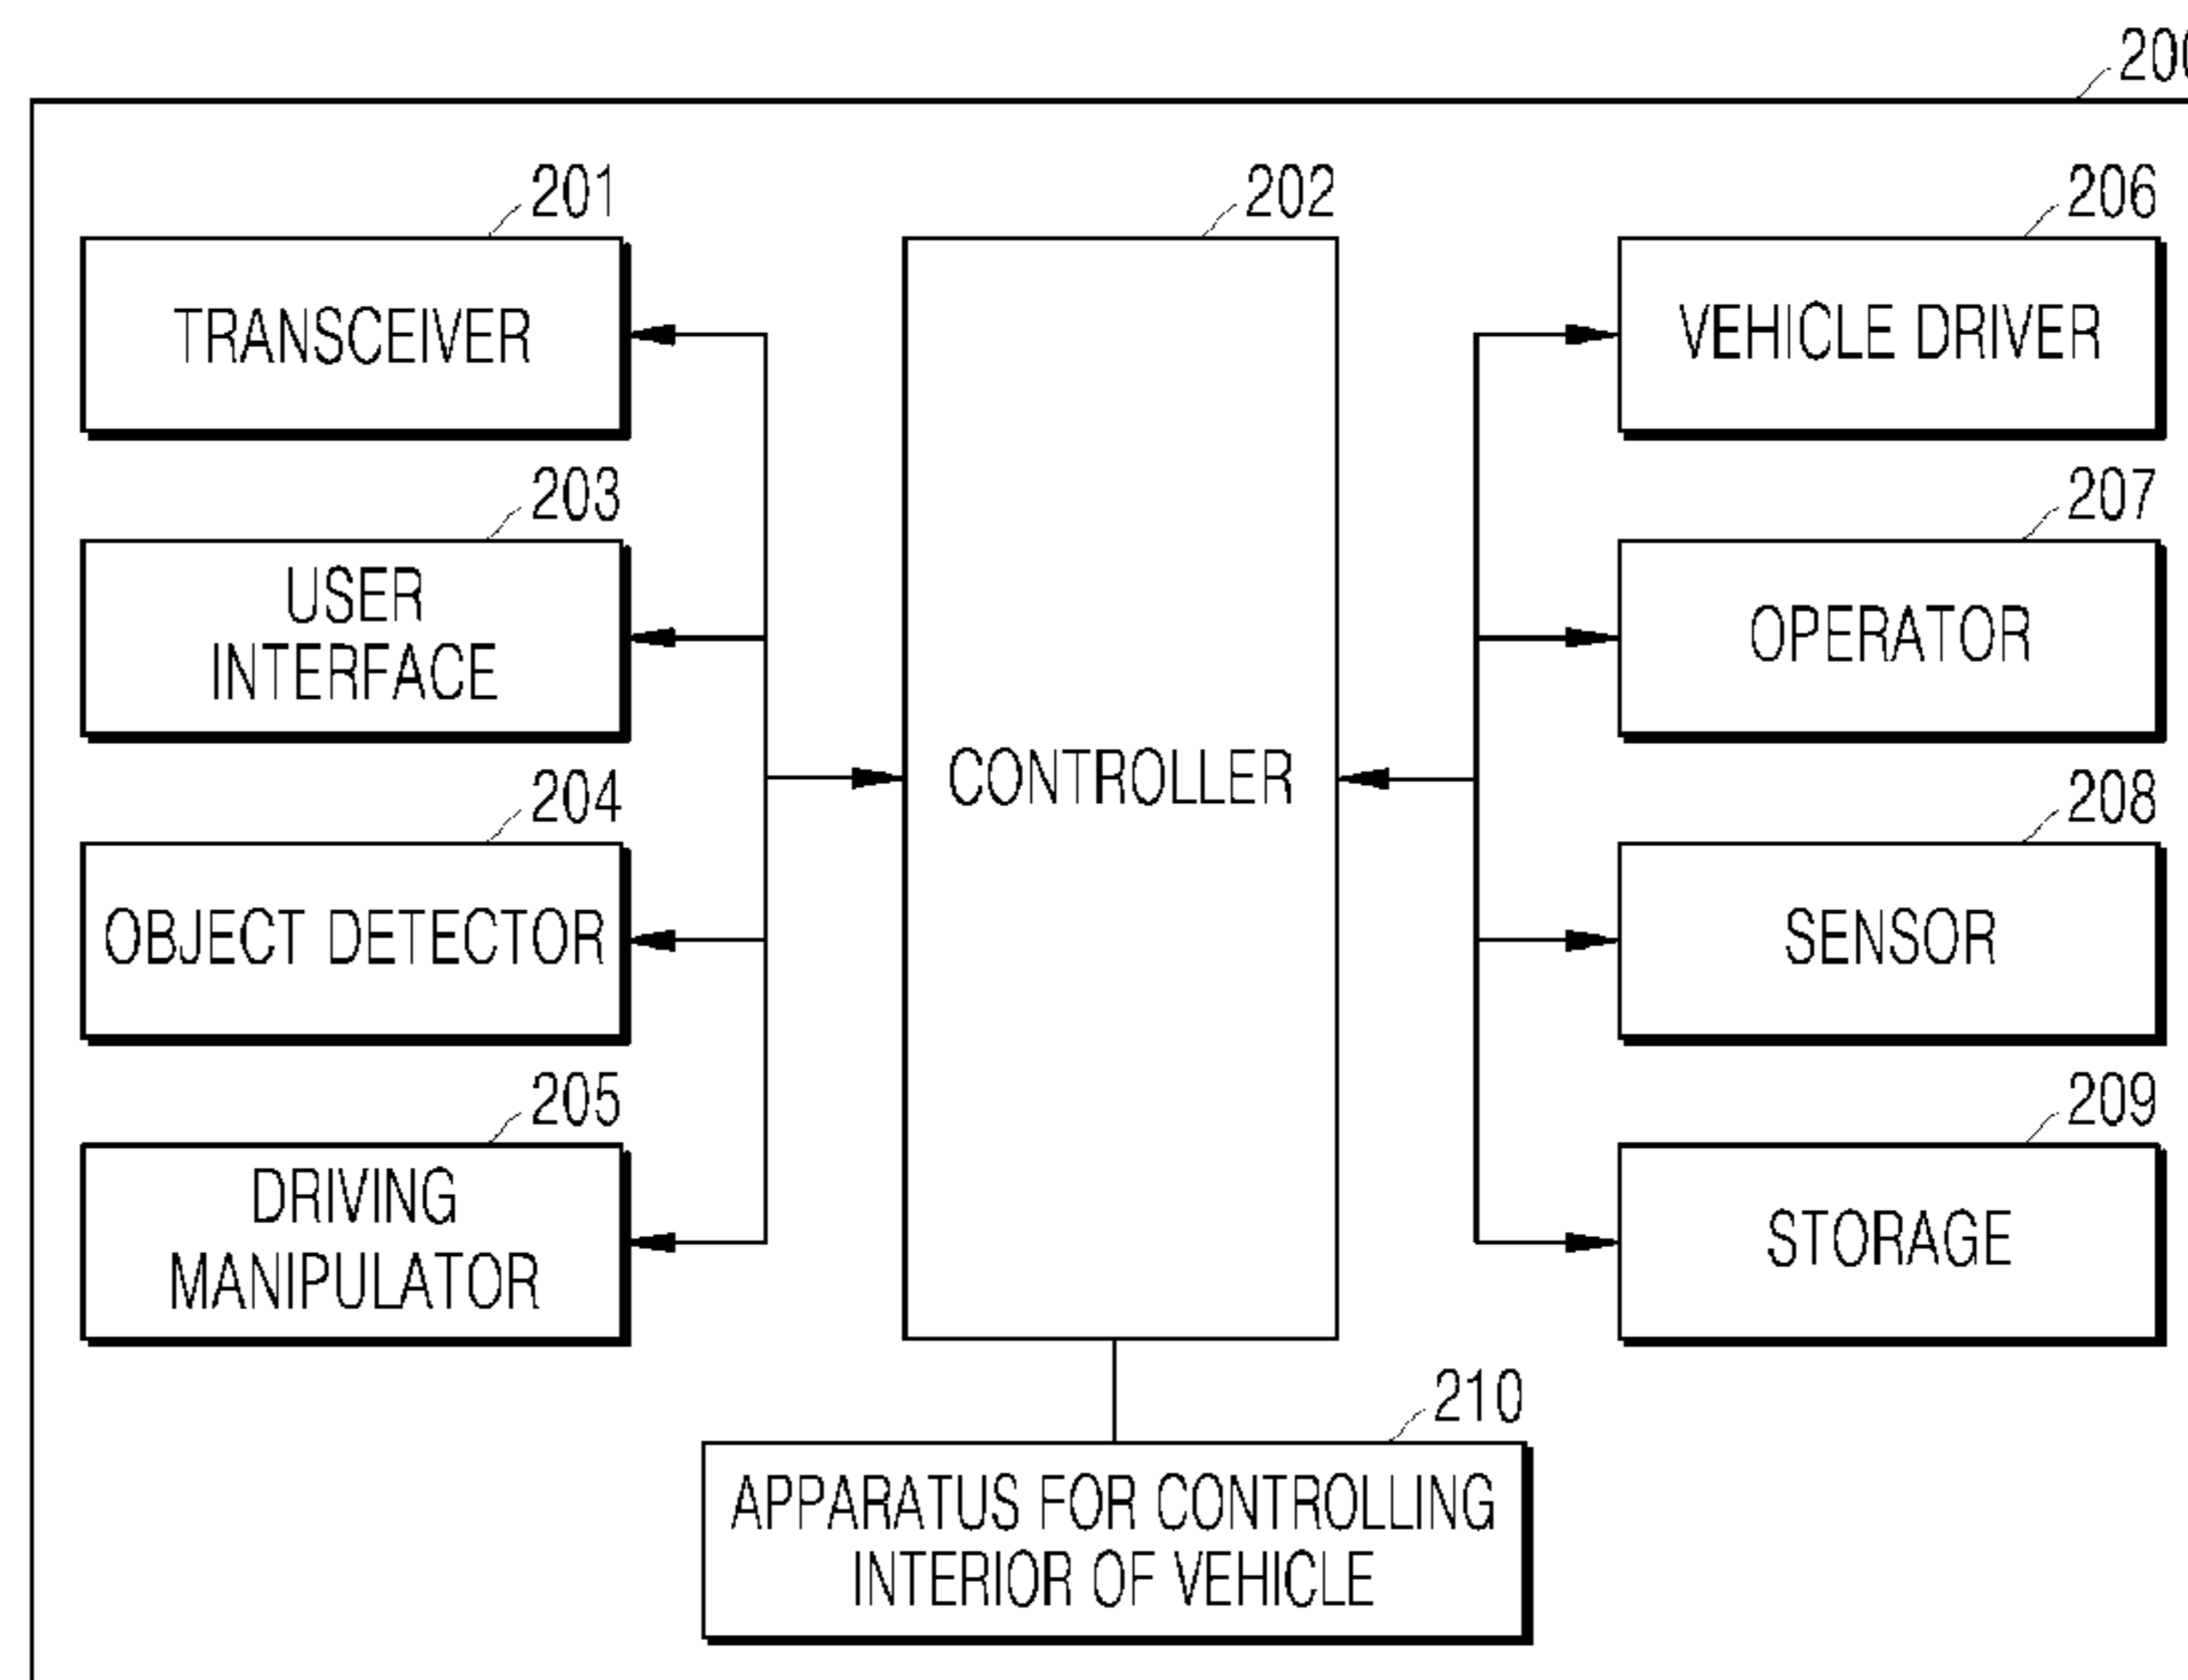 200
201
202
206
TRANSCEIVER
VEHICLE DRIVER
203
207
USER
INTERFACE
OPERATOR
CONTROLLER
204
208
OBJECT DETECTOR
SENSOR
205
209
DRIVING
MANIPULATOR
STORAGE
210
APPARATUS FOR CONTROLLING
INTERIOR OF VEHICLE